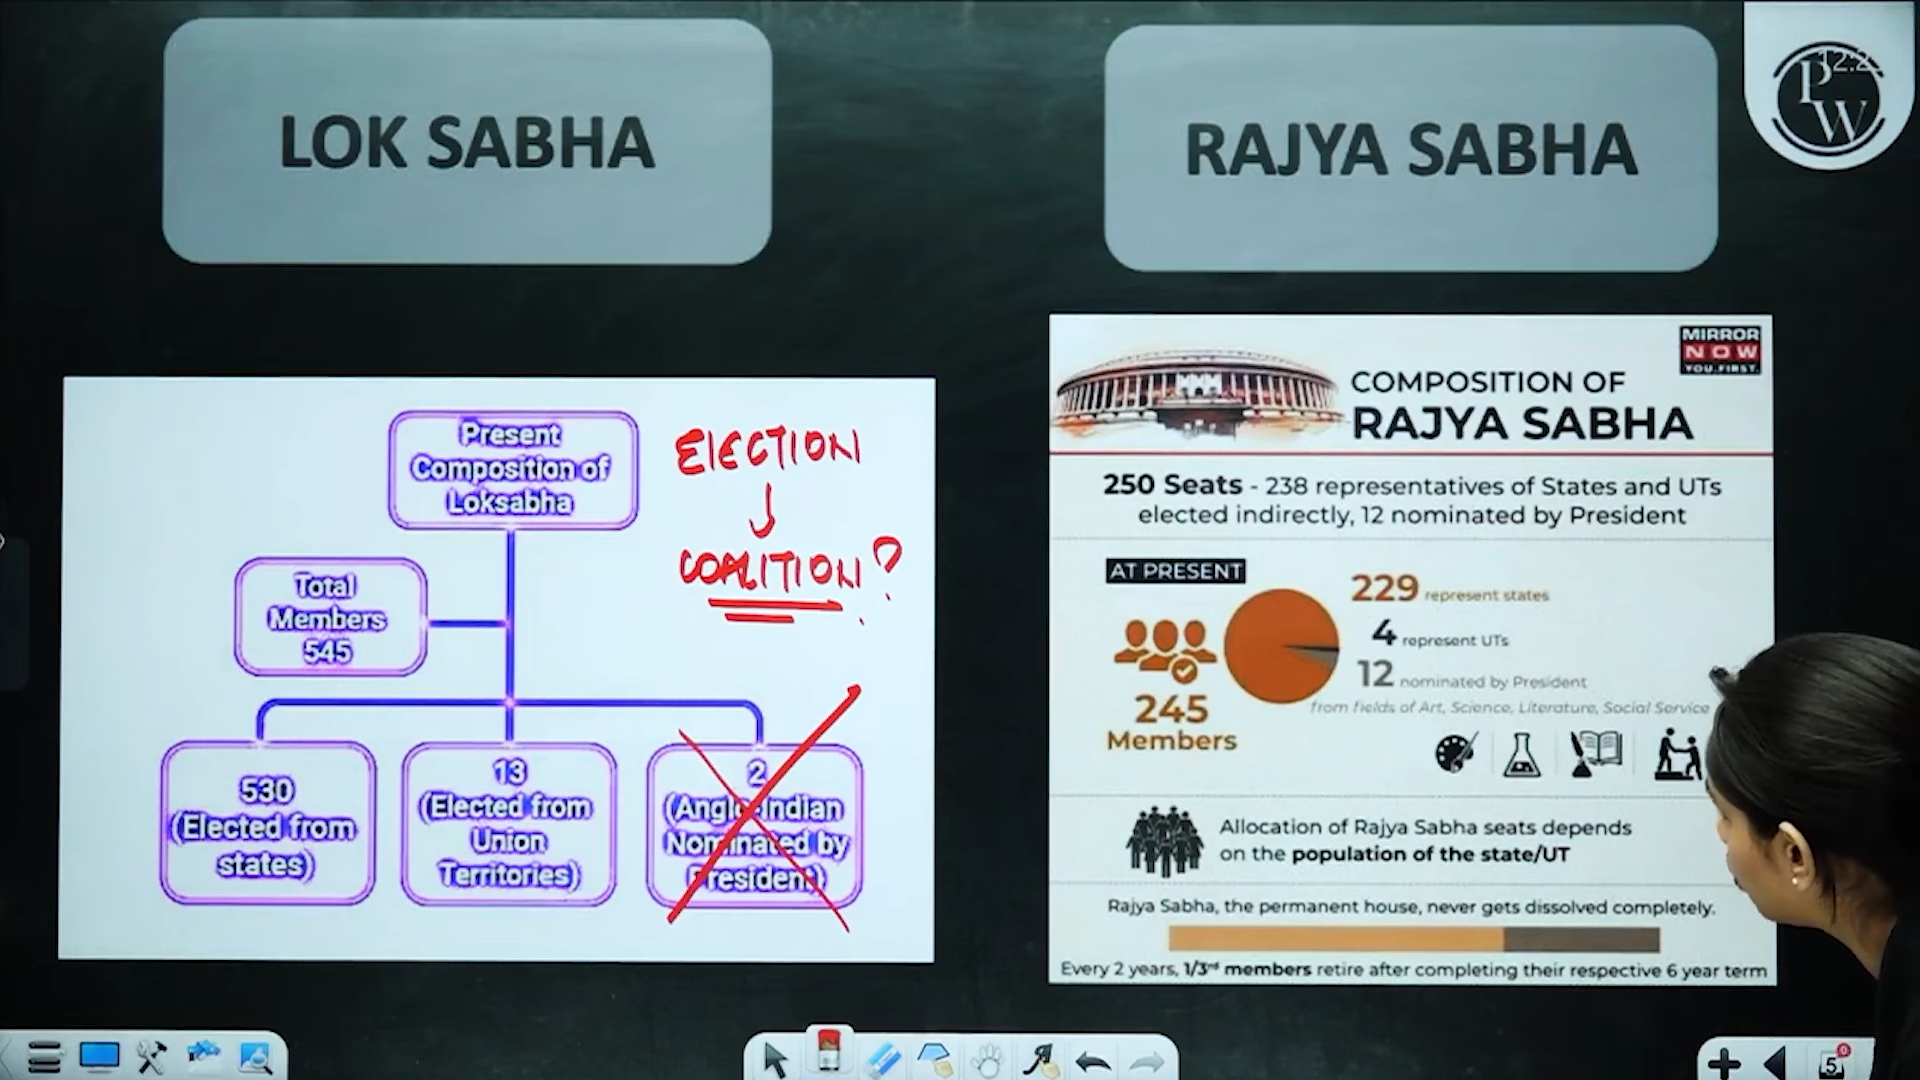 LOK SABHA
RAJYA SABHA
PW
12:2
Present
Composition of
Loksabha
Total
Members
545
530
(Elected from
states)
13
(Elected from
Union
Territories)
2
(Anglo-Indian
Nominated by
President)
ELECTION
COALITION?
MIRROR
NOW
YOU.FIRST.
COMPOSITION OF
RAJYA SABHA
250 Seats - 238 representatives of States and UTs
elected indirectly, 12 nominated by President
AT PRESENT
245
Members
229 represent states
4 represent UTs
12 nominated by President
from fields of Art, Science, Literature, Social Service
Allocation of Rajya Sabha seats depends
on the population of the state/UT
Rajya Sabha, the permanent house, never gets dissolved completely.
Every 2 years, 1/3rd members retire after completing their respective 6 year term
5
0